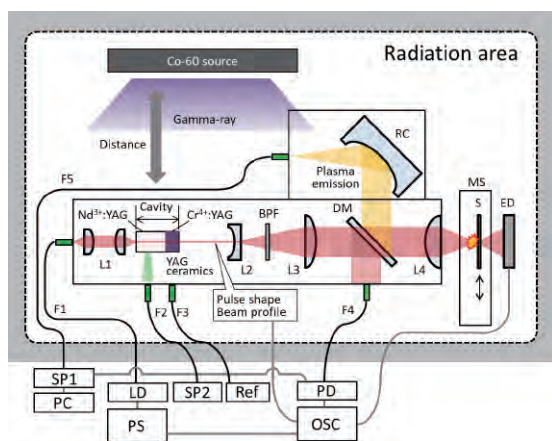 Radiation area
Co-60 source
Gamma-ray
Distance
RC
Plasma
emission
F5
MS
Cavity
Nd³⁺:YAG
Cr⁴⁺:YAG
BPF
DM
S
ED
L1
YAG
ceramics
L2
L3
L4
Pulse shape
Beam profile
F1
F2
F3
F4
SP1
LD
SP2
Ref
PD
PC
PS
OSC